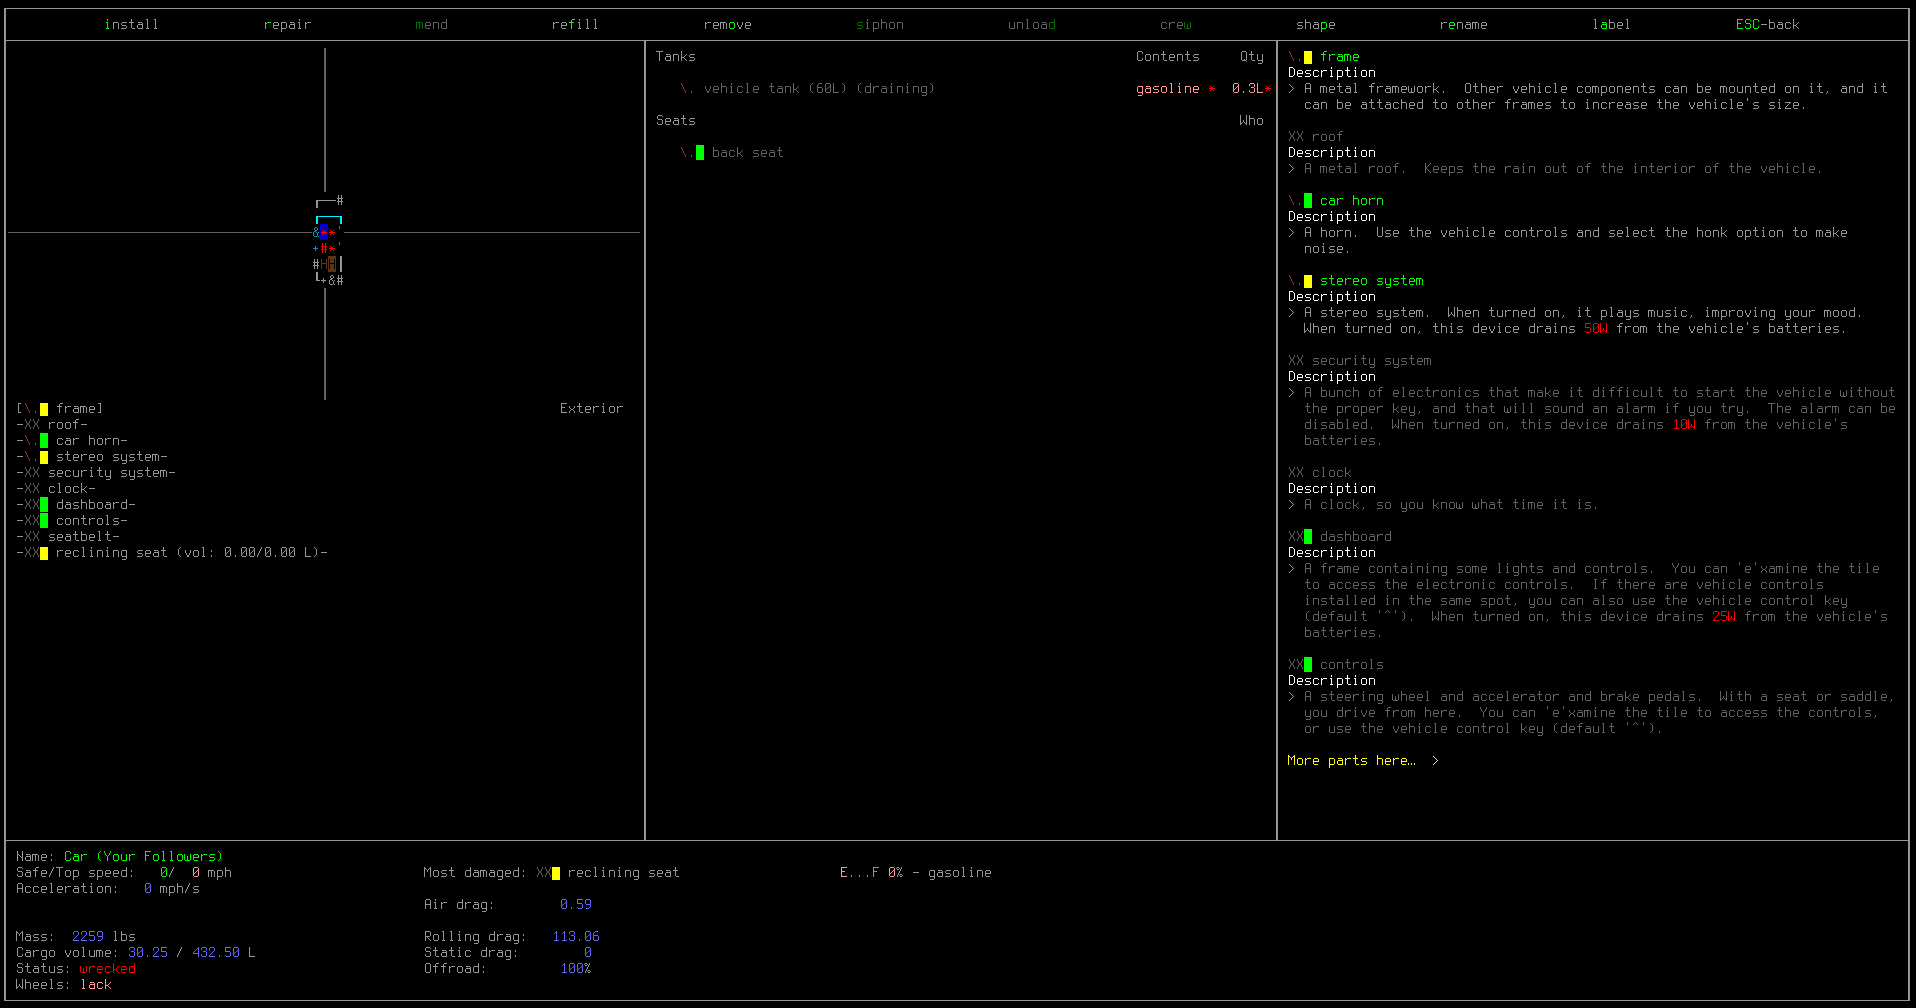 install repair mend refill remove siphon unload crew shape rename label ESC-back
Tanks Contents Qty
\. vehicle tank (60L) (draining) gasoline * 0.3L*
Seats Who
\. back seat
[\. frame] Exterior
-XX roof-
-\. car horn-
-\. stereo system-
-XX security system-
-XX clock-
-XX dashboard-
-XX controls-
-XX seatbelt-
-XX reclining seat (vol: 0.00/0.00 L)-
\. frame
Description
> A metal framework.  Other vehicle components can be mounted on it, and it
can be attached to other frames to increase the vehicle's size.
XX roof
Description
> A metal roof.  Keeps the rain out of the interior of the vehicle.
\. car horn
Description
> A horn.  Use the vehicle controls and select the honk option to make
noise.
\. stereo system
Description
> A stereo system.  When turned on, it plays music, improving your mood.
When turned on, this device drains 50W from the vehicle's batteries.
XX security system
Description
> A bunch of electronics that make it difficult to start the vehicle without
the proper key, and that will sound an alarm if you try.  The alarm can be
disabled.  When turned on, this device drains 10W from the vehicle's
batteries.
XX clock
Description
> A clock, so you know what time it is.
XX dashboard
Description
> A frame containing some lights and controls.  You can 'e'xamine the tile
to access the electronic controls.  If there are vehicle controls
installed in the same spot, you can also use the vehicle control key
(default '^').  When turned on, this device drains 25W from the vehicle's
batteries.
XX controls
Description
> A steering wheel and accelerator and brake pedals.  With a seat or saddle,
you drive from here.  You can 'e'xamine the tile to access the controls,
or use the vehicle control key (default '^').
More parts here…  >
Name: Car (Your Followers)
Safe/Top speed: 0/ 0 mph
Acceleration: 0 mph/s
Mass: 2259 lbs
Cargo volume: 30.25 / 432.50 L
Status: wrecked
Wheels: lack
Most damaged: XX reclining seat
Air drag: 0.59
Rolling drag: 113.06
Static drag: 0
Offroad: 100%
E...F 0% - gasoline